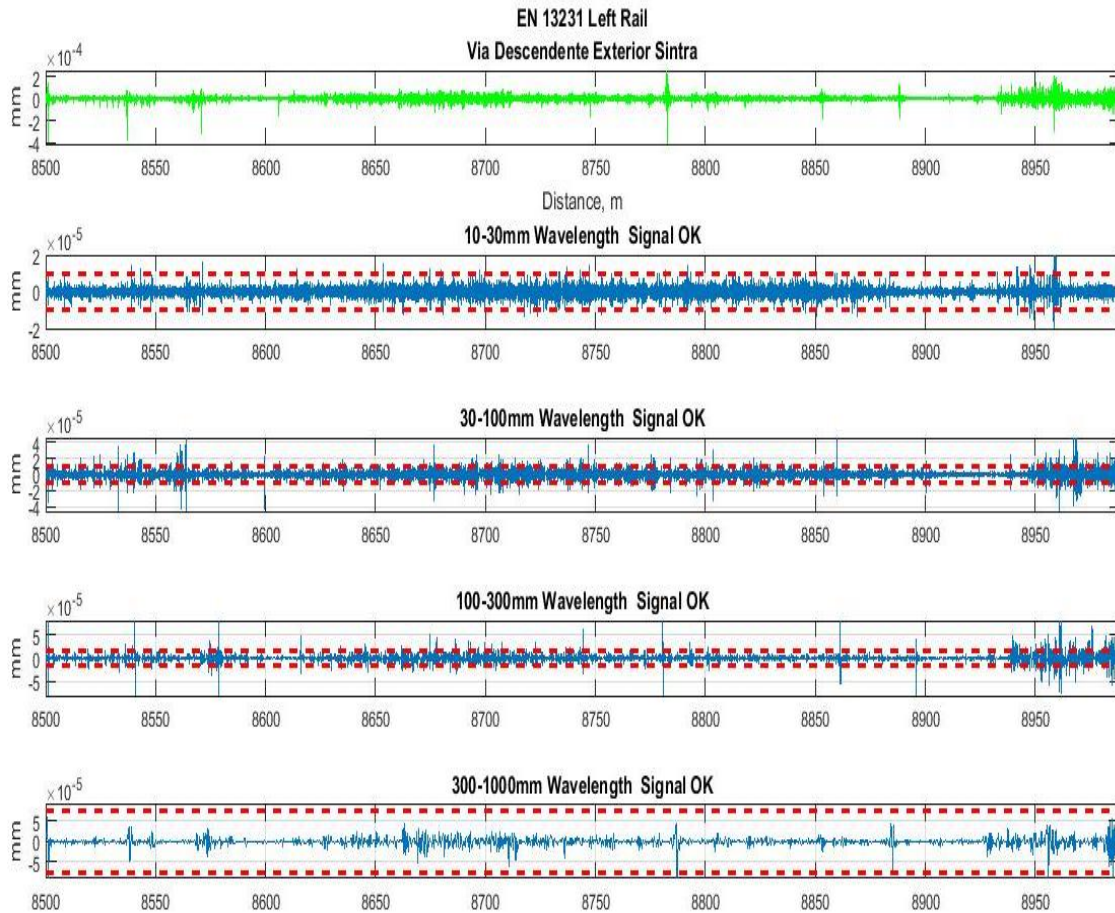 EN 13231 Left Rail
Via Descendente Exterior Sintra
×10⁻⁴
2
0
-2
-4
mm
8500 8550 8600 8650 8700 8750 8800 8850 8900 8950
Distance, m
10-30mm Wavelength  Signal OK
×10⁻⁵
2
0
-2
mm
8500 8550 8600 8650 8700 8750 8800 8850 8900 8950
30-100mm Wavelength  Signal OK
×10⁻⁵
4
2
0
-2
-4
mm
8500 8550 8600 8650 8700 8750 8800 8850 8900 8950
100-300mm Wavelength  Signal OK
×10⁻⁵
5
0
-5
mm
8500 8550 8600 8650 8700 8750 8800 8850 8900 8950
300-1000mm Wavelength  Signal OK
×10⁻⁵
5
0
-5
mm
8500 8550 8600 8650 8700 8750 8800 8850 8900 8950